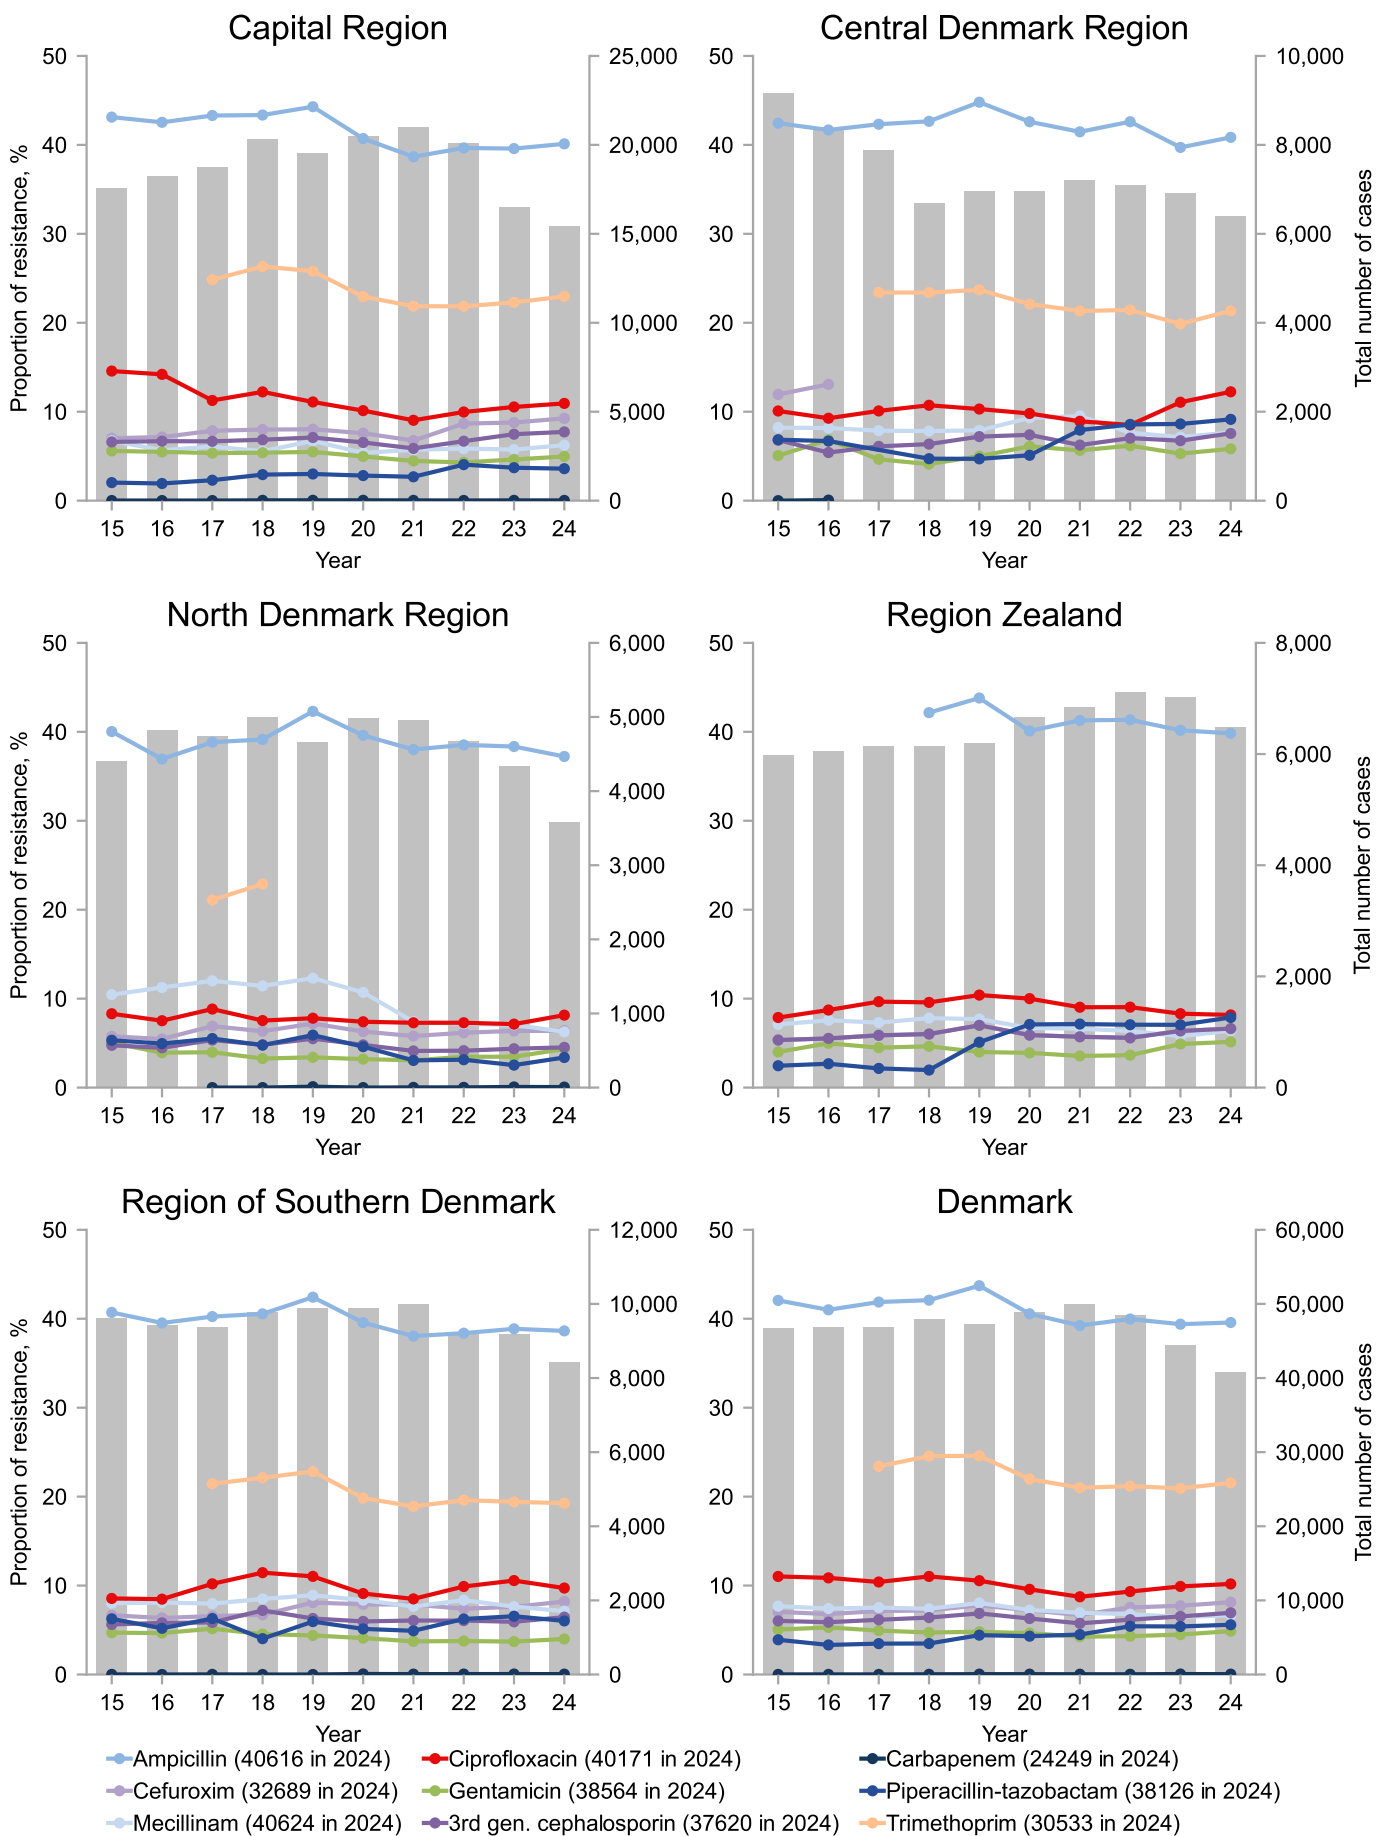 Capital Region
Central Denmark Region
50
40
30
20
10
0
Proportion of resistance, %
25,000
20,000
15,000
10,000
5,000
0
15 16 17 18 19 20 21 22 23 24
Year
50
40
30
20
10
0
10,000
8,000
6,000
4,000
2,000
0
Total number of cases
15 16 17 18 19 20 21 22 23 24
Year
North Denmark Region
Region Zealand
50
40
30
20
10
0
Proportion of resistance, %
6,000
5,000
4,000
3,000
2,000
1,000
0
15 16 17 18 19 20 21 22 23 24
Year
50
40
30
20
10
0
8,000
6,000
4,000
2,000
0
Total number of cases
15 16 17 18 19 20 21 22 23 24
Year
Region of Southern Denmark
Denmark
50
40
30
20
10
0
Proportion of resistance, %
12,000
10,000
8,000
6,000
4,000
2,000
0
15 16 17 18 19 20 21 22 23 24
Year
50
40
30
20
10
0
60,000
50,000
40,000
30,000
20,000
10,000
0
Total number of cases
15 16 17 18 19 20 21 22 23 24
Year
Ampicillin (40616 in 2024)
Ciprofloxacin (40171 in 2024)
Carbapenem (24249 in 2024)
Cefuroxim (32689 in 2024)
Gentamicin (38564 in 2024)
Piperacillin-tazobactam (38126 in 2024)
Mecillinam (40624 in 2024)
3rd gen. cephalosporin (37620 in 2024)
Trimethoprim (30533 in 2024)